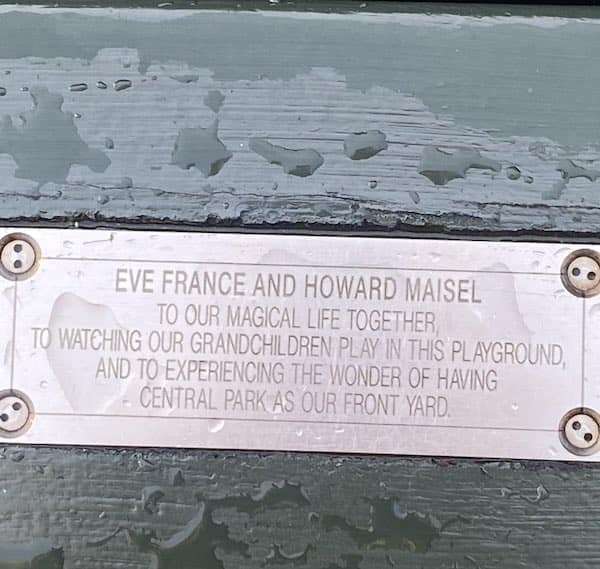 EVE FRANCE AND HOWARD MAISEL
TO OUR MAGICAL LIFE TOGETHER,
TO WATCHING OUR GRANDCHILDREN PLAY IN THIS PLAYGROUND,
AND TO EXPERIENCING THE WONDER OF HAVING
CENTRAL PARK AS OUR FRONT YARD.